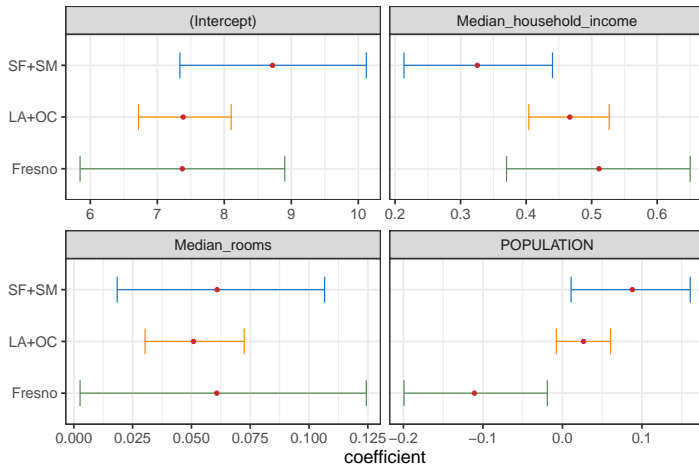 (Intercept)
Median_household_income
SF+SM
LA+OC
Fresno
6 7 8 9 10
0.2 0.3 0.4 0.5 0.6
Median_rooms
POPULATION
SF+SM
LA+OC
Fresno
0.000 0.025 0.050 0.075 0.100 0.125
-0.2 -0.1 0.0 0.1
coefficient